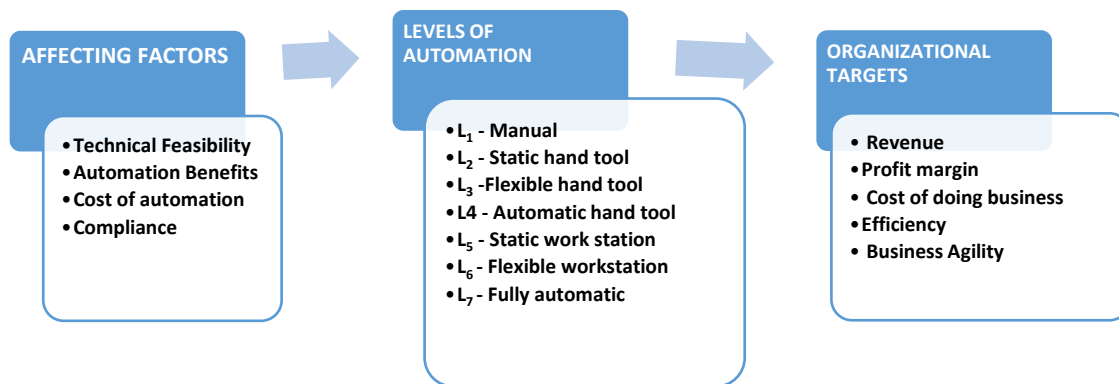 AFFECTING FACTORS
• Technical Feasibility
• Automation Benefits
• Cost of automation
• Compliance
LEVELS OF
AUTOMATION
• L₁ - Manual
• L₂ - Static hand tool
• L₃ -Flexible hand tool
L4 - Automatic hand tool
• L₅ - Static work station
• L₆ - Flexible workstation
• L₇ - Fully automatic
ORGANIZATIONAL
TARGETS
• Revenue
• Profit margin
• Cost of doing business
• Efficiency
• Business Agility